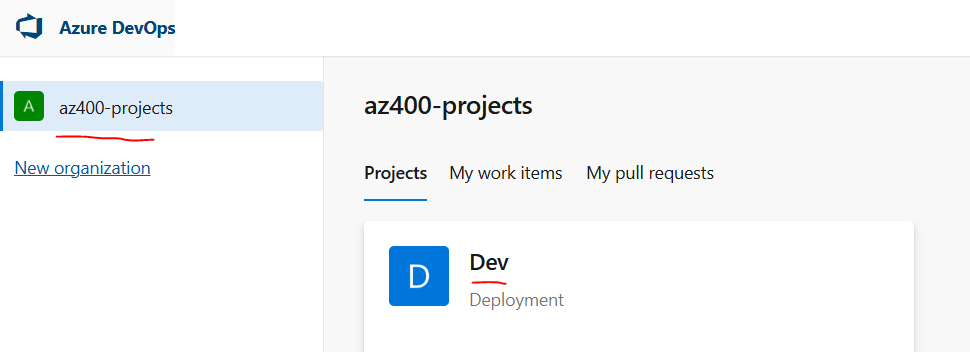 Azure DevOps
A
az400-projects
New organization
az400-projects
Projects My work items My pull requests
D
Dev
Deployment